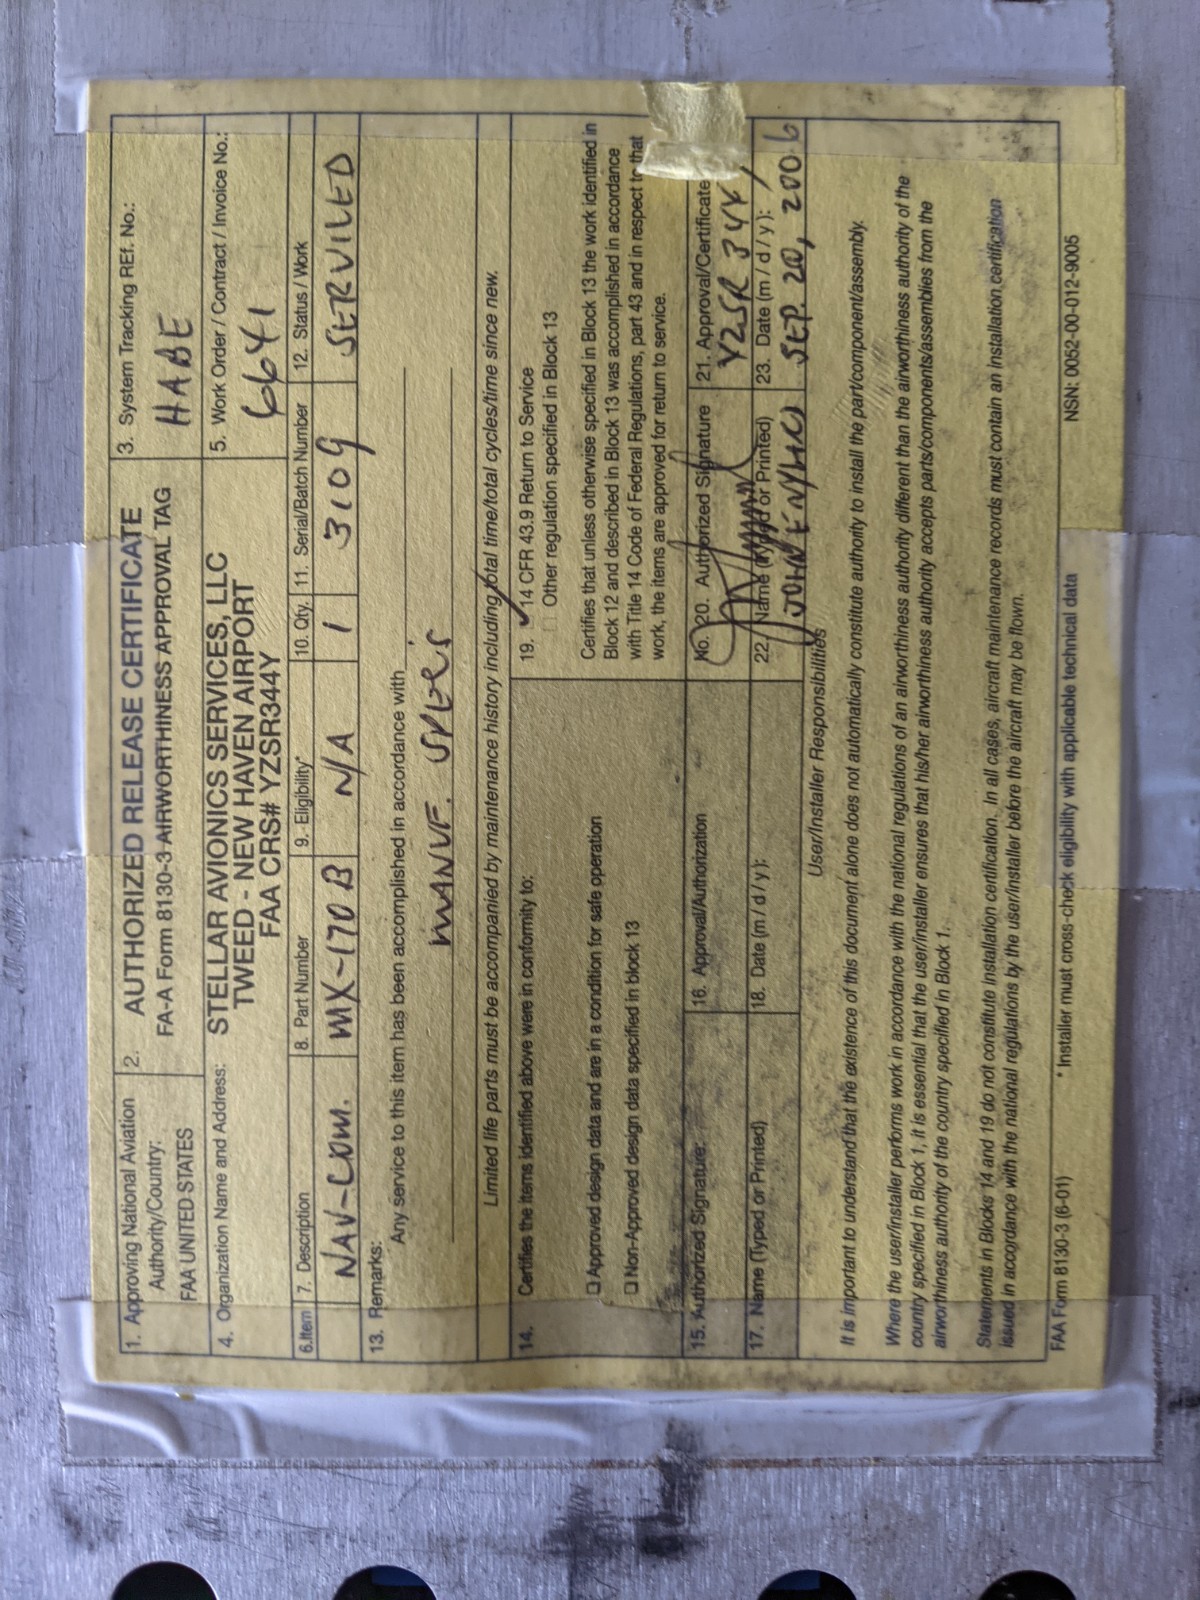 1. Approving National Aviation
Authority/Country:
FAA UNITED STATES
2. AUTHORIZED RELEASE CERTIFICATE
FA-A Form 8130-3 AIRWORTHINESS APPROVAL TAG
3. System Tracking REf. No.:
HABE
4. Organization Name and Address:
STELLAR AVIONICS SERVICES, LLC
TWEED - NEW HAVEN AIRPORT
FAA CRS# YZSR344Y
5. Work Order / Contract / Invoice No.:
6641
6.Item
7. Description
8. Part Number
9. Eligibility*
10. Qty.
11. Serial/Batch Number
12. Status / Work
NAV-COM. MX-170B N/A 1 3109 SERVICED
13. Remarks:
Any service to this item has been accomplished in accordance with
MANUF. SPEC'S
Limited life parts must be accompanied by maintenance history including total time/total cycles/time since new.
14. Certifies the items identified above were in conformity to:
❏ Approved design data and are in a condition for safe operation
❏ Non-Approved design data specified in block 13
19. ✓ 14 CFR 43.9 Return to Service
☐ Other regulation specified in Block 13
Certifies that unless otherwise specified in Block 13 the work identified in
Block 12 and described in Block 13 was accomplished in accordance
with Title 14 Code of Federal Regulations, part 43 and in respect to that
work, the items are approved for return to service.
15. Authorized Signature:
16. Approval/Authorization No.
20. Authorized Signature
21. Approval/Certificate
YZSR 344Y
17. Name (Typed or Printed)
18. Date (m / d / y):
22. Name (Typed or Printed)
JOHN
23. Date (m / d / y):
SEP. 20, 2006
User/Installer Responsibilities
It is important to understand that the existence of this document alone does not automatically constitute authority to install the part/component/assembly.
Where the user/installer performs work in accordance with the national regulations of an airworthiness authority different than the airworthiness authority of the
country specified in Block 1, it is essential that the user/installer ensures that his/her airworthiness authority accepts parts/components/assemblies from the
airworthiness authority of the country specified in Block 1.
Statements in Blocks 14 and 19 do not constitute installation certification. In all cases, aircraft maintenance records must contain an installation certification
issued in accordance with the national regulations by the user/installer before the aircraft may be flown.
FAA Form 8130-3 (6-01)
* Installer must cross-check eligibility with applicable technical data
NSN: 0052-00-012-9005